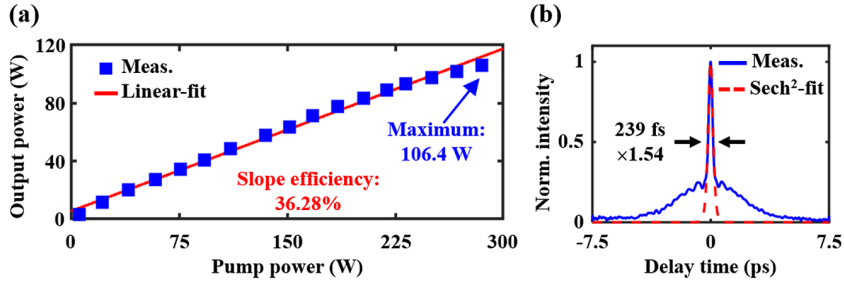 (a)
120
80
40
0
Output power (W)
Meas.
Linear-fit
Maximum:
106.4 W
Slope efficiency:
36.28%
0
75
150
225
300
Pump power (W)
(b)
1
0.5
0
Norm. intensity
Meas.
Sech²-fit
239 fs
×1.54
-7.5
0
7.5
Delay time (ps)